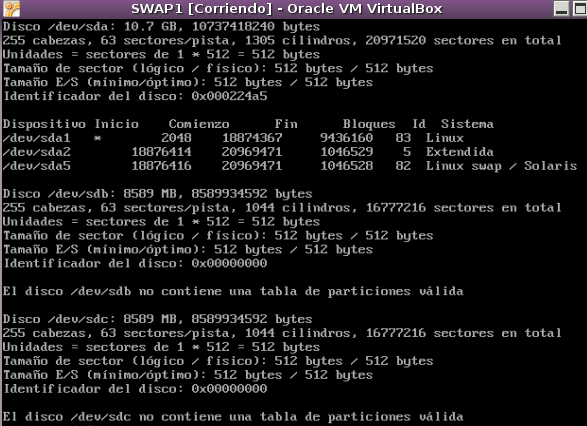 SWAP1 [Corriendo] - Oracle VM VirtualBox
Disco /dev/sda: 10.7 GB, 10737418240 bytes
255 cabezas, 63 sectores/pista, 1305 cilindros, 20971520 sectores en total
Unidades = sectores de 1 * 512 = 512 bytes
Tamaño de sector (lógico / físico): 512 bytes / 512 bytes
Tamaño E/S (mínimo/óptimo): 512 bytes / 512 bytes
Identificador del disco: 0x000224a5
Dispositivo Inicio Comienzo Fin Bloques Id Sistema
/dev/sda1 * 2048 18874367 9436160 83 Linux
/dev/sda2 18876414 20969471 1046529 5 Extendida
/dev/sda5 18876416 20969471 1046528 82 Linux swap / Solaris
Disco /dev/sdb: 8589 MB, 8589934592 bytes
255 cabezas, 63 sectores/pista, 1044 cilindros, 16777216 sectores en total
Unidades = sectores de 1 * 512 = 512 bytes
Tamaño de sector (lógico / físico): 512 bytes / 512 bytes
Tamaño E/S (mínimo/óptimo): 512 bytes / 512 bytes
Identificador del disco: 0x00000000
El disco /dev/sdb no contiene una tabla de particiones válida
Disco /dev/sdc: 8589 MB, 8589934592 bytes
255 cabezas, 63 sectores/pista, 1044 cilindros, 16777216 sectores en total
Unidades = sectores de 1 * 512 = 512 bytes
Tamaño de sector (lógico / físico): 512 bytes / 512 bytes
Tamaño E/S (mínimo/óptimo): 512 bytes / 512 bytes
Identificador del disco: 0x00000000
El disco /dev/sdc no contiene una tabla de particiones válida